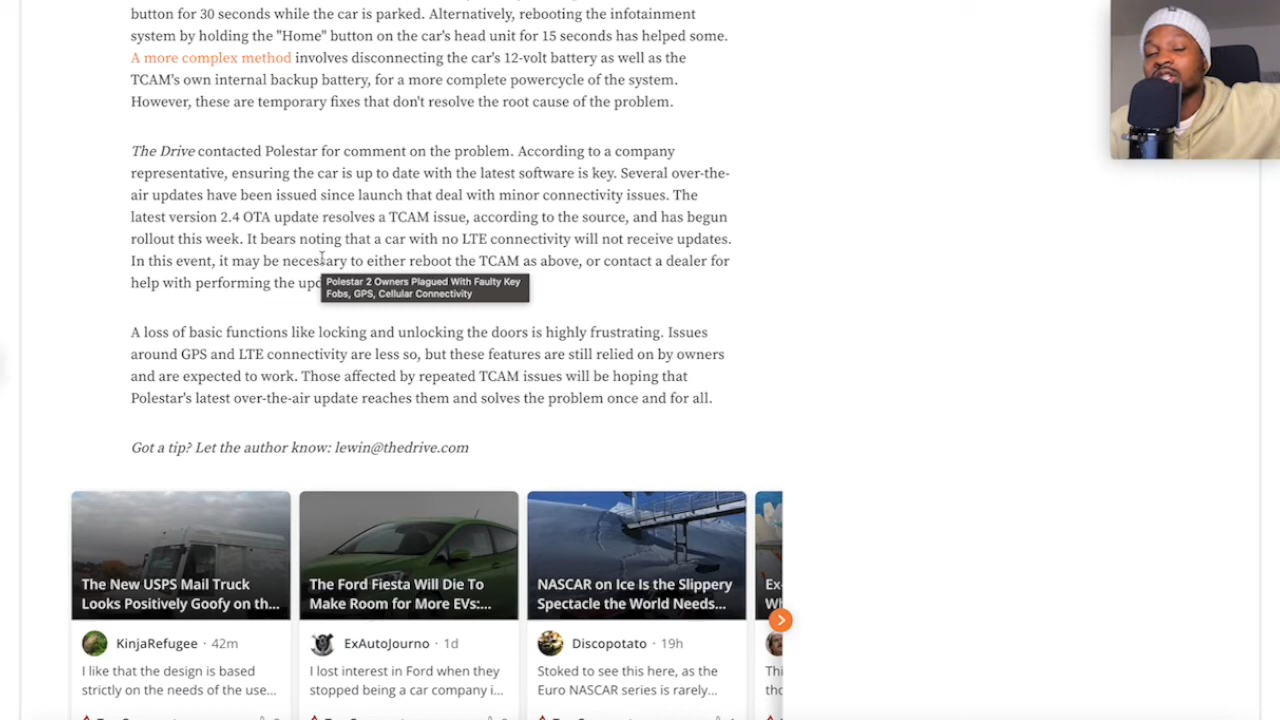 button for 30 seconds while the car is parked. Alternatively, rebooting the infotainment
system by holding the "Home" button on the car's head unit for 15 seconds has helped some.
A more complex method involves disconnecting the car's 12-volt battery as well as the
TCAM's own internal backup battery, for a more complete powercycle of the system.
However, these are temporary fixes that don't resolve the root cause of the problem.
The Drive contacted Polestar for comment on the problem. According to a company
representative, ensuring the car is up to date with the latest software is key. Several over-the-
air updates have been issued since launch that deal with minor connectivity issues. The
latest version 2.4 OTA update resolves a TCAM issue, according to the source, and has begun
rollout this week. It bears noting that a car with no LTE connectivity will not receive updates.
In this event, it may be necessary to either reboot the TCAM as above, or contact a dealer for
help with performing the upd
Polestar 2 Owners Plagued With Faulty Key
Fobs, GPS, Cellular Connectivity
A loss of basic functions like locking and unlocking the doors is highly frustrating. Issues
around GPS and LTE connectivity are less so, but these features are still relied on by owners
and are expected to work. Those affected by repeated TCAM issues will be hoping that
Polestar's latest over-the-air update reaches them and solves the problem once and for all.
Got a tip? Let the author know: lewin@thedrive.com
The New USPS Mail Truck
Looks Positively Goofy on th...
KinjaRefugee · 42m
I like that the design is based
strictly on the needs of the use...
The Ford Fiesta Will Die To
Make Room for More EVs:...
ExAutoJourno · 1d
I lost interest in Ford when they
stopped being a car company i...
NASCAR on Ice Is the Slippery
Spectacle the World Needs...
Discopotato · 19h
Stoked to see this here, as the
Euro NASCAR series is rarely...
Ex-
Thi
tho